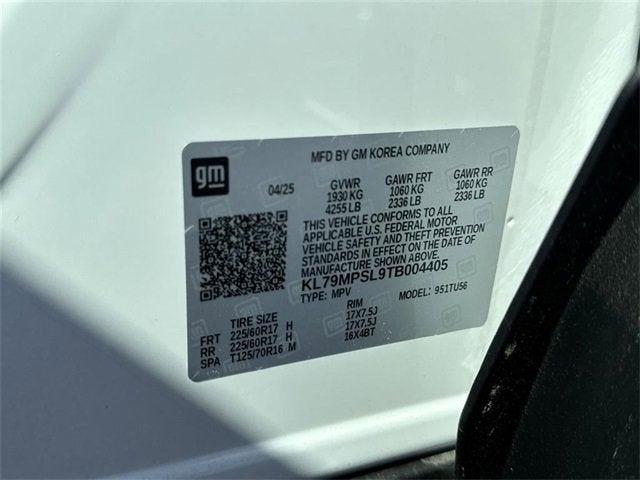 MFD BY GM KOREA COMPANY
gm
04/25 GVWR GAWR FRT GAWR RR
1930 KG 1060 KG 1060 KG
4255 LB 2336 LB 2336 LB
THIS VEHICLE CONFORMS TO ALL
APPLICABLE U.S. FEDERAL MOTOR
VEHICLE SAFETY AND THEFT PREVENTION
STANDARDS IN EFFECT ON THE DATE OF
MANUFACTURE SHOWN ABOVE.
KL79MPSL9TB004405
TYPE: MPV MODEL: 951TU56
TIRE SIZE RIM
FRT 225/60R17 H 17X7.5J
RR 225/60R17 H 17X7.5J
SPA T125/70R16 M 16X4BT